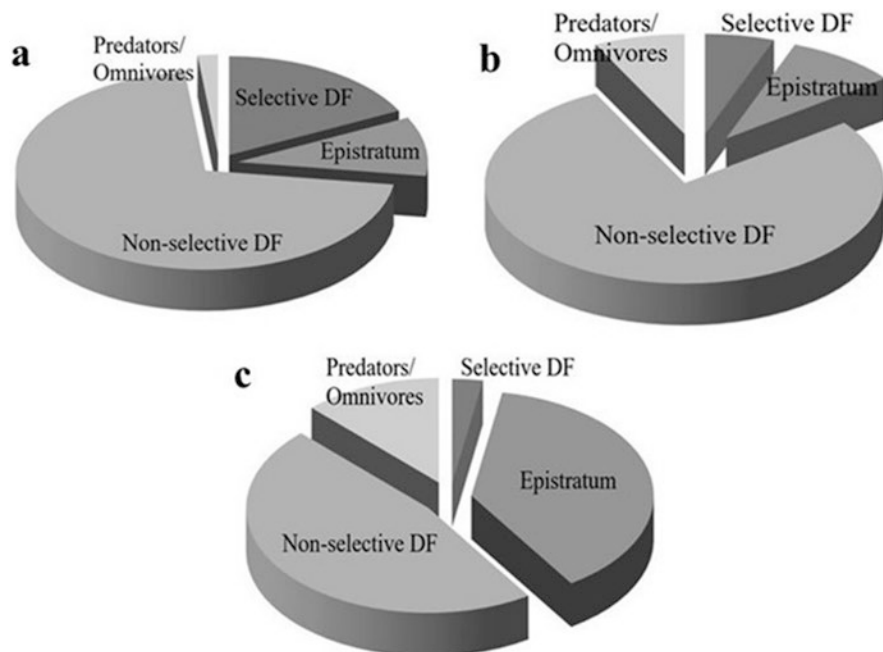 a
Predators/
Omnivores
Selective DF
Epistratum
Non-selective DF
b
Predators/
Omnivores
Selective DF
Epistratum
Non-selective DF
c
Predators/
Omnivores
Selective DF
Epistratum
Non-selective DF